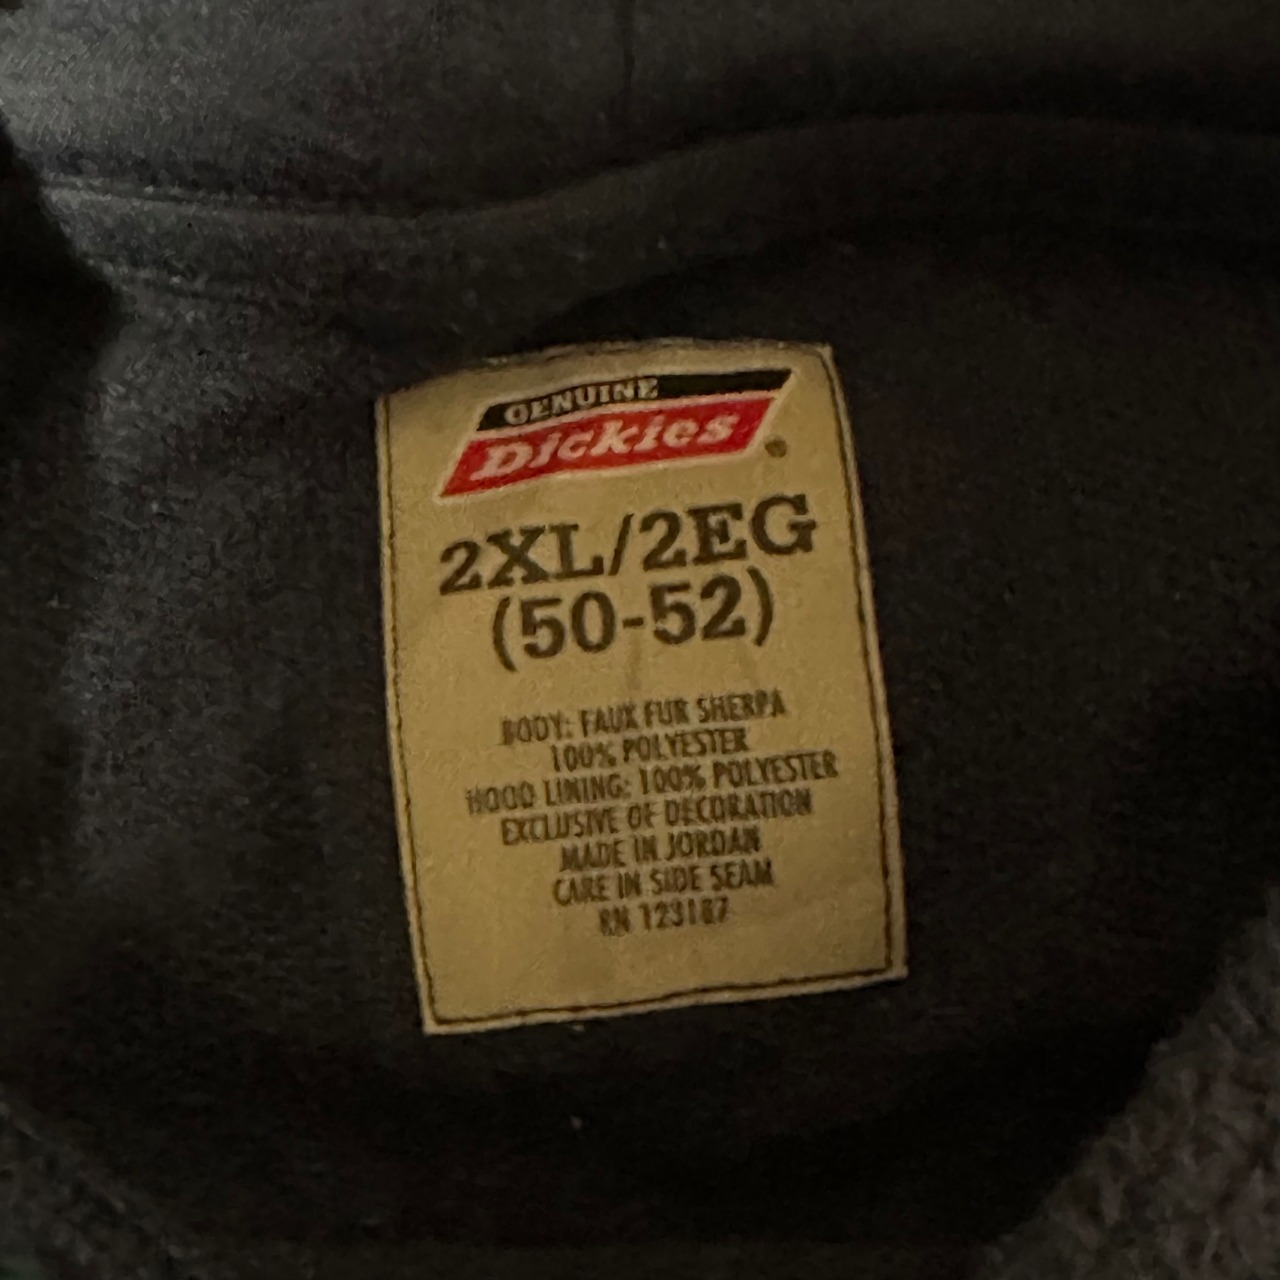 GENUINE
Dickies®
2XL/2EG
(50-52)
BODY: FAUX FUR SHERPA
100% POLYESTER
HOOD LINING: 100% POLYESTER
EXCLUSIVE OF DECORATION
MADE IN JORDAN
CARE IN SIDE SEAM
RN 123187